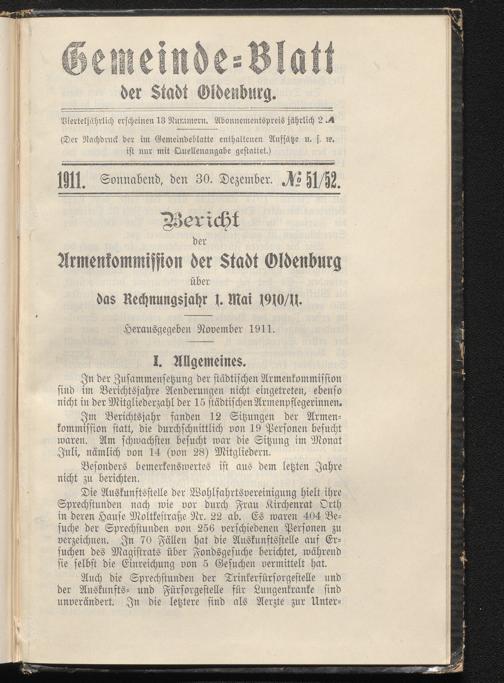 Gemeinde=Blatt
der Stadt Oldenburg.
Vierteljährlich erscheinen 13 Nummern. Abonnementspreis jährlich 2 ℳ
(Der Nachdruck der im Gemeindeblatte enthaltenen Aufsätze u. s. w.
ist nur mit Quellenangabe gestattet.)
1911. Sonnabend, den 30. Dezember. № 51/52.
Bericht
der
Armenkommission der Stadt Oldenburg
über
das Rechnungsjahr 1. Mai 1910/11.
Herausgegeben November 1911.
I. Allgemeines.
In der Zusammensetzung der städtischen Armenkommission
sind im Berichtsjahre Aenderungen nicht eingetreten, ebenso
nicht in der Mitgliederzahl der 15 städtischen Armenpflegerinnen.
Im Berichtsjahr fanden 12 Sitzungen der Armen-
kommission statt, die durchschnittlich von 19 Personen besucht
waren. Am schwächsten besucht war die Sitzung im Monat
Juli, nämlich von 14 (von 28) Mitgliedern.
Besonders bemerkenswertes ist aus dem letzten Jahre
nicht zu berichten.
Die Auskunftsstelle der Wohlfahrtsvereinigung hielt ihre
Sprechstunden nach wie vor durch Frau Kirchenrat Orth
in deren Hause Moltkestraße Nr. 22 ab. Es waren 404 Be-
suche der Sprechstunden von 256 verschiedenen Personen zu
verzeichnen. In 70 Fällen hat die Auskunftsstelle auf Er-
suchen des Magistrats über Fondsgesuche berichtet, während
sie selbst die Einreichung von 5 Gesuchen vermittelt hat.
Auch die Sprechstunden der Trinkerfürsorgestelle und
der Auskunfts- und Fürsorgestelle für Lungenkranke sind
unverändert. In die letztere sind als Aerzte zur Unter-